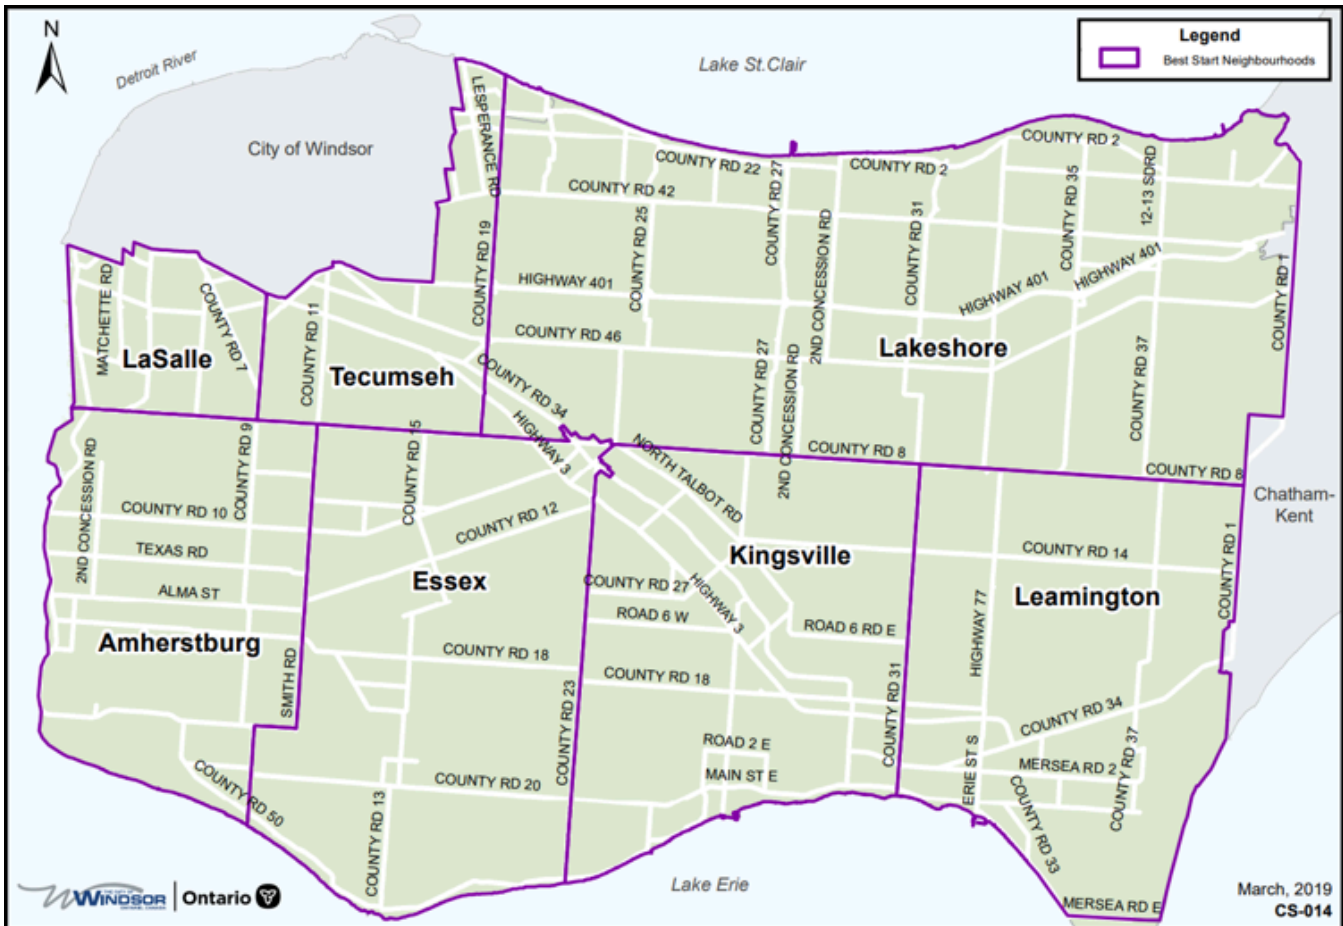 N
Detroit River
Lake St.Clair
Legend
Best Start Neighbourhoods
City of Windsor
LESPERANCE RD
COUNTY RD 22
COUNTY RD 27
COUNTY RD 2
COUNTY RD 2
COUNTY RD 35
12-13 SDRD
COUNTY RD 42
COUNTY RD 25
COUNTY RD 19
2ND CONCESSION RD
COUNTY RD 31
HIGHWAY 401
HIGHWAY 401
HIGHWAY 401
COUNTY RD 1
MATCHETTE RD
COUNTY RD 7
COUNTY RD 11
COUNTY RD 46
LaSalle
Tecumseh
Lakeshore
COUNTY RD 34
COUNTY RD 27
2ND CONCESSION RD
COUNTY RD 37
HIGHWAY 3
NORTH TALBOT RD
COUNTY RD 8
COUNTY RD 8
2ND CONCESSION RD
COUNTY RD 9
COUNTY RD 15
Chatham-
Kent
COUNTY RD 10
COUNTY RD 12
TEXAS RD
Kingsville
COUNTY RD 14
COUNTY RD 1
ALMA ST
Essex
COUNTY RD 27
HIGHWAY 3
Leamington
ROAD 6 W
ROAD 6 RD E
HIGHWAY 77
Amherstburg
SMITH RD
COUNTY RD 18
COUNTY RD 18
COUNTY RD 23
COUNTY RD 31
COUNTY RD 34
ROAD 2 E
MAIN ST E
ERIE ST S
MERSEA RD 2
COUNTY RD 37
COUNTY RD 50
COUNTY RD 20
COUNTY RD 13
COUNTY RD 33
Lake Erie
MERSEA RD E
THE CITY OF
WINDSOR
ONTARIO, CANADA
Ontario
March, 2019
CS-014